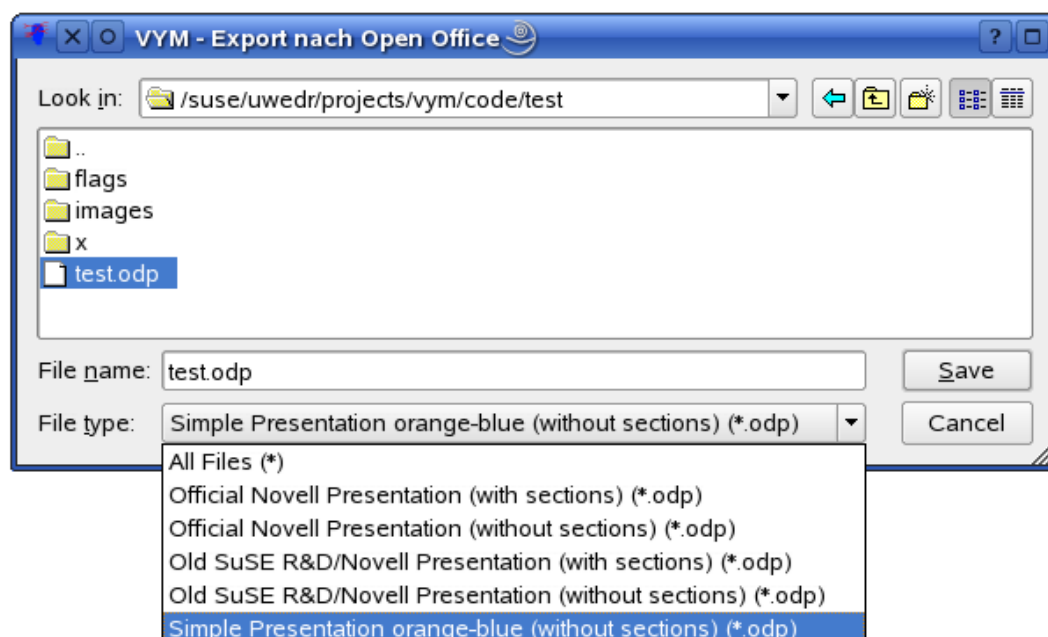 VYM - Export nach Open Office
?
Look in: /suse/uwedr/projects/vym/code/test
..
flags
images
x
test.odp
File name: test.odp Save
File type: Simple Presentation orange-blue (without sections) (*.odp) Cancel
All Files (*)
Official Novell Presentation (with sections) (*.odp)
Official Novell Presentation (without sections) (*.odp)
Old SuSE R&D/Novell Presentation (with sections) (*.odp)
Old SuSE R&D/Novell Presentation (without sections) (*.odp)
Simple Presentation orange-blue (without sections) (*.odp)